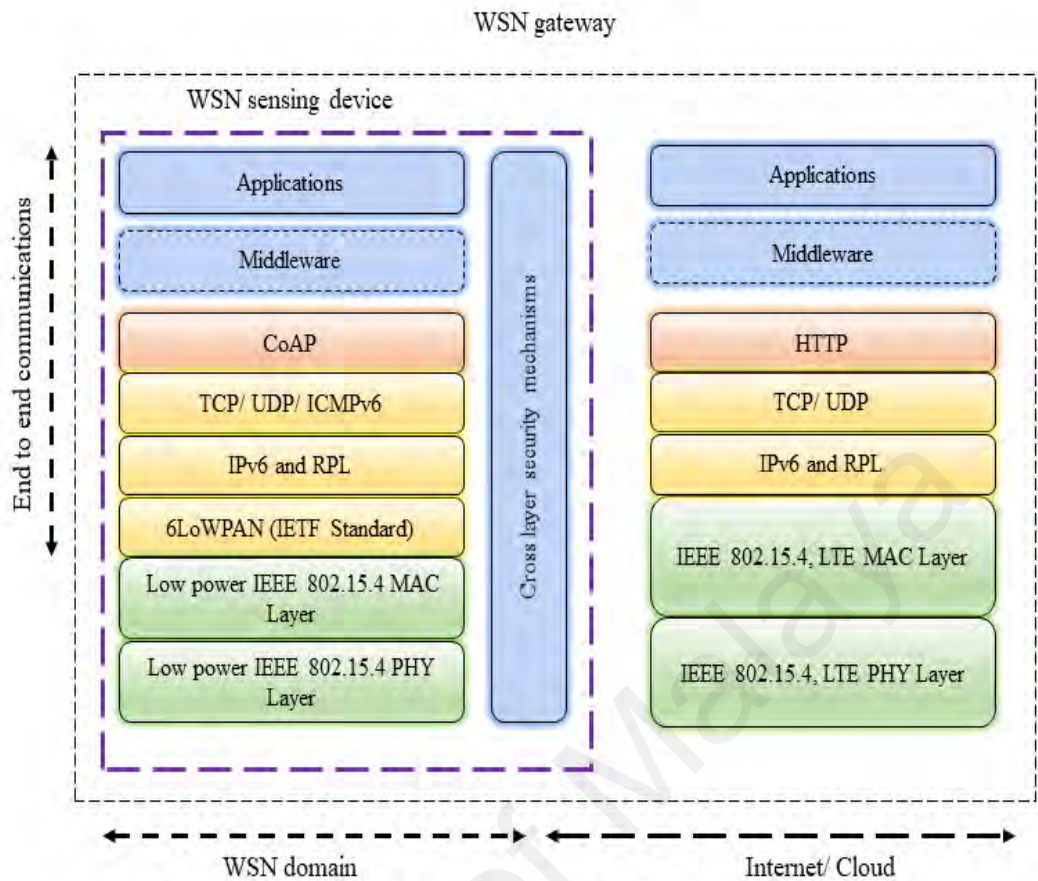 WSN gateway
WSN sensing device
End to end communications
Applications
Middleware
CoAP
TCP/ UDP/ ICMPv6
IPv6 and RPL
6LoWPAN (IETF Standard)
Low power IEEE 802.15.4 MAC
Layer
Low power IEEE 802.15.4 PHY
Layer
Cross layer security mechanisms
Applications
Middleware
HTTP
TCP/ UDP
IPv6 and RPL
IEEE 802.15.4, LTE MAC Layer
IEEE 802.15.4, LTE PHY Layer
WSN domain
Internet/ Cloud
of Malaya